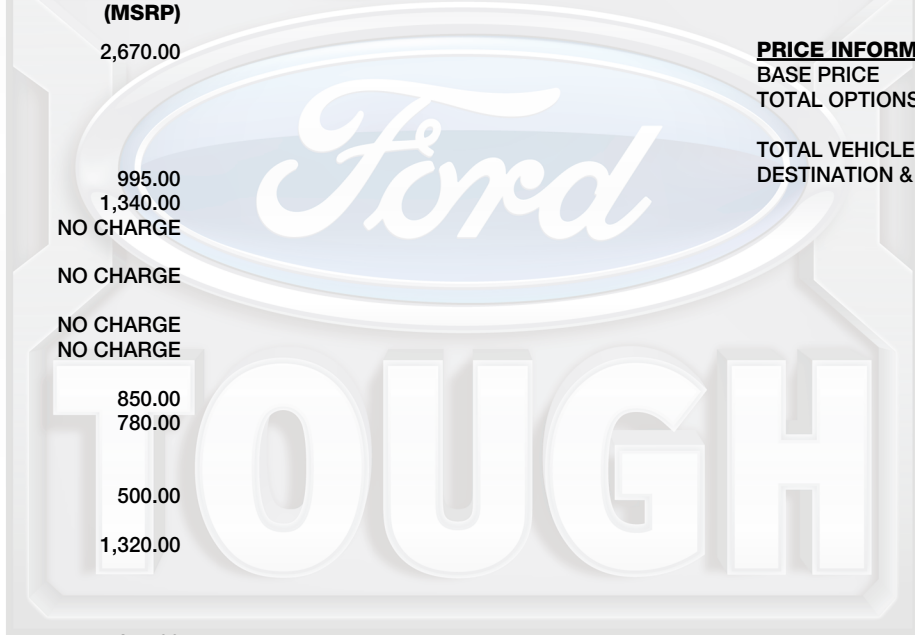 (MSRP)
2,670.00
995.00
1,340.00
NO CHARGE
NO CHARGE
NO CHARGE
NO CHARGE
850.00
780.00
500.00
1,320.00
PRICE INFORM
BASE PRICE
TOTAL OPTIONS
TOTAL VEHICLE
DESTINATION &
Ford
TOUGH